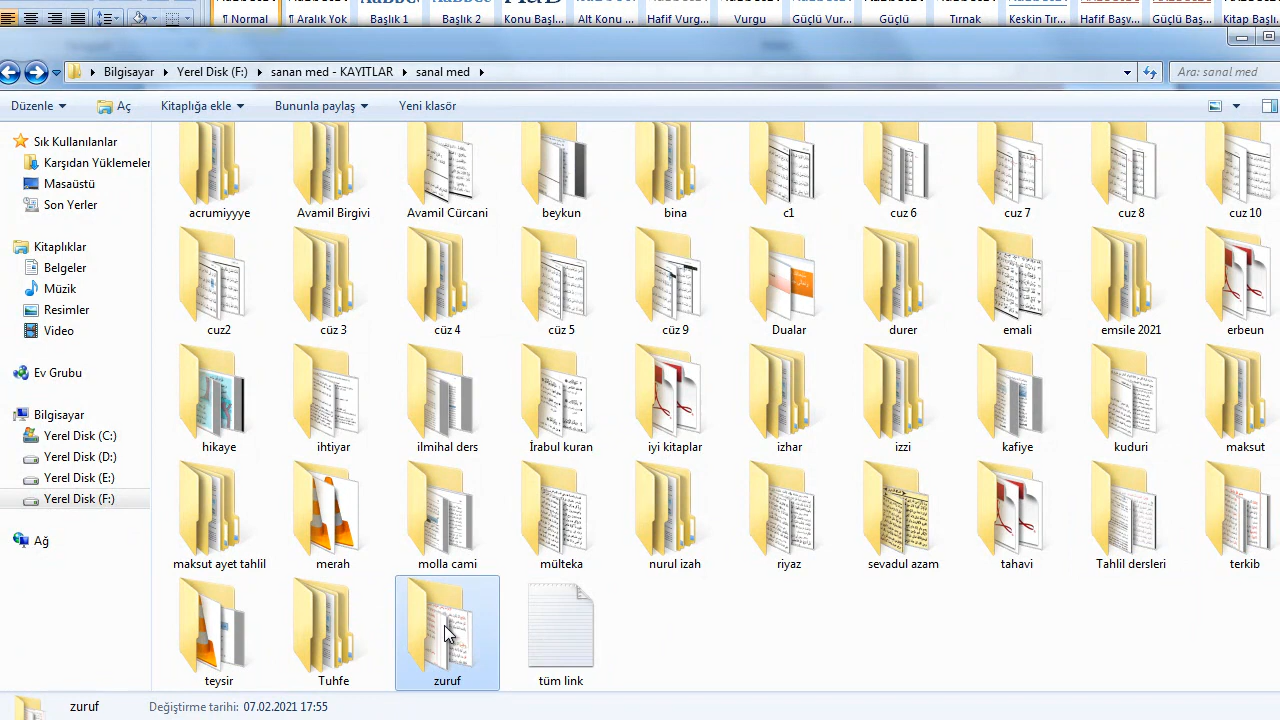 ¶ Normal ¶ Aralık Yok Başlık 1 Başlık 2 Konu Başl... Alt Konu ... Hafif Vurg... Vurgu Güçlü Vur... Güçlü Tırnak Keskin Tır... Hafif Başv... Güçlü Baş... Kitap Başlı
Bilgisayar Yerel Disk (F:) sanan med - KAYITLAR sanal med Ara: sanal med
Düzenle Aç Kitaplığa ekle Bununla paylaş Yeni klasör
Sık Kullanılanlar
Karşıdan Yüklemeler
Masaüstü
Son Yerler
Kitaplıklar
Belgeler
Müzik
Resimler
Video
Ev Grubu
Bilgisayar
Yerel Disk (C:)
Yerel Disk (D:)
Yerel Disk (E:)
Yerel Disk (F:)
Ağ
acrumiyyye Avamil Birgivi Avamil Cürcani beykun bina c1 cuz 6 cuz 7 cuz 8 cuz 10
cuz2 cüz 3 cüz 4 cüz 5 cüz 9 Dualar durer emali emsile 2021 erbeun
hikaye ihtiyar ilmihal ders İrabul kuran iyi kitaplar izhar izzi kafiye kuduri maksut
maksut ayet tahlil merah molla cami mülteka nurul izah riyaz sevadul azam tahavi Tahlil dersleri terkib
teysir Tuhfe zuruf tüm link
zuruf Değiştirme tarihi: 07.02.2021 17:55